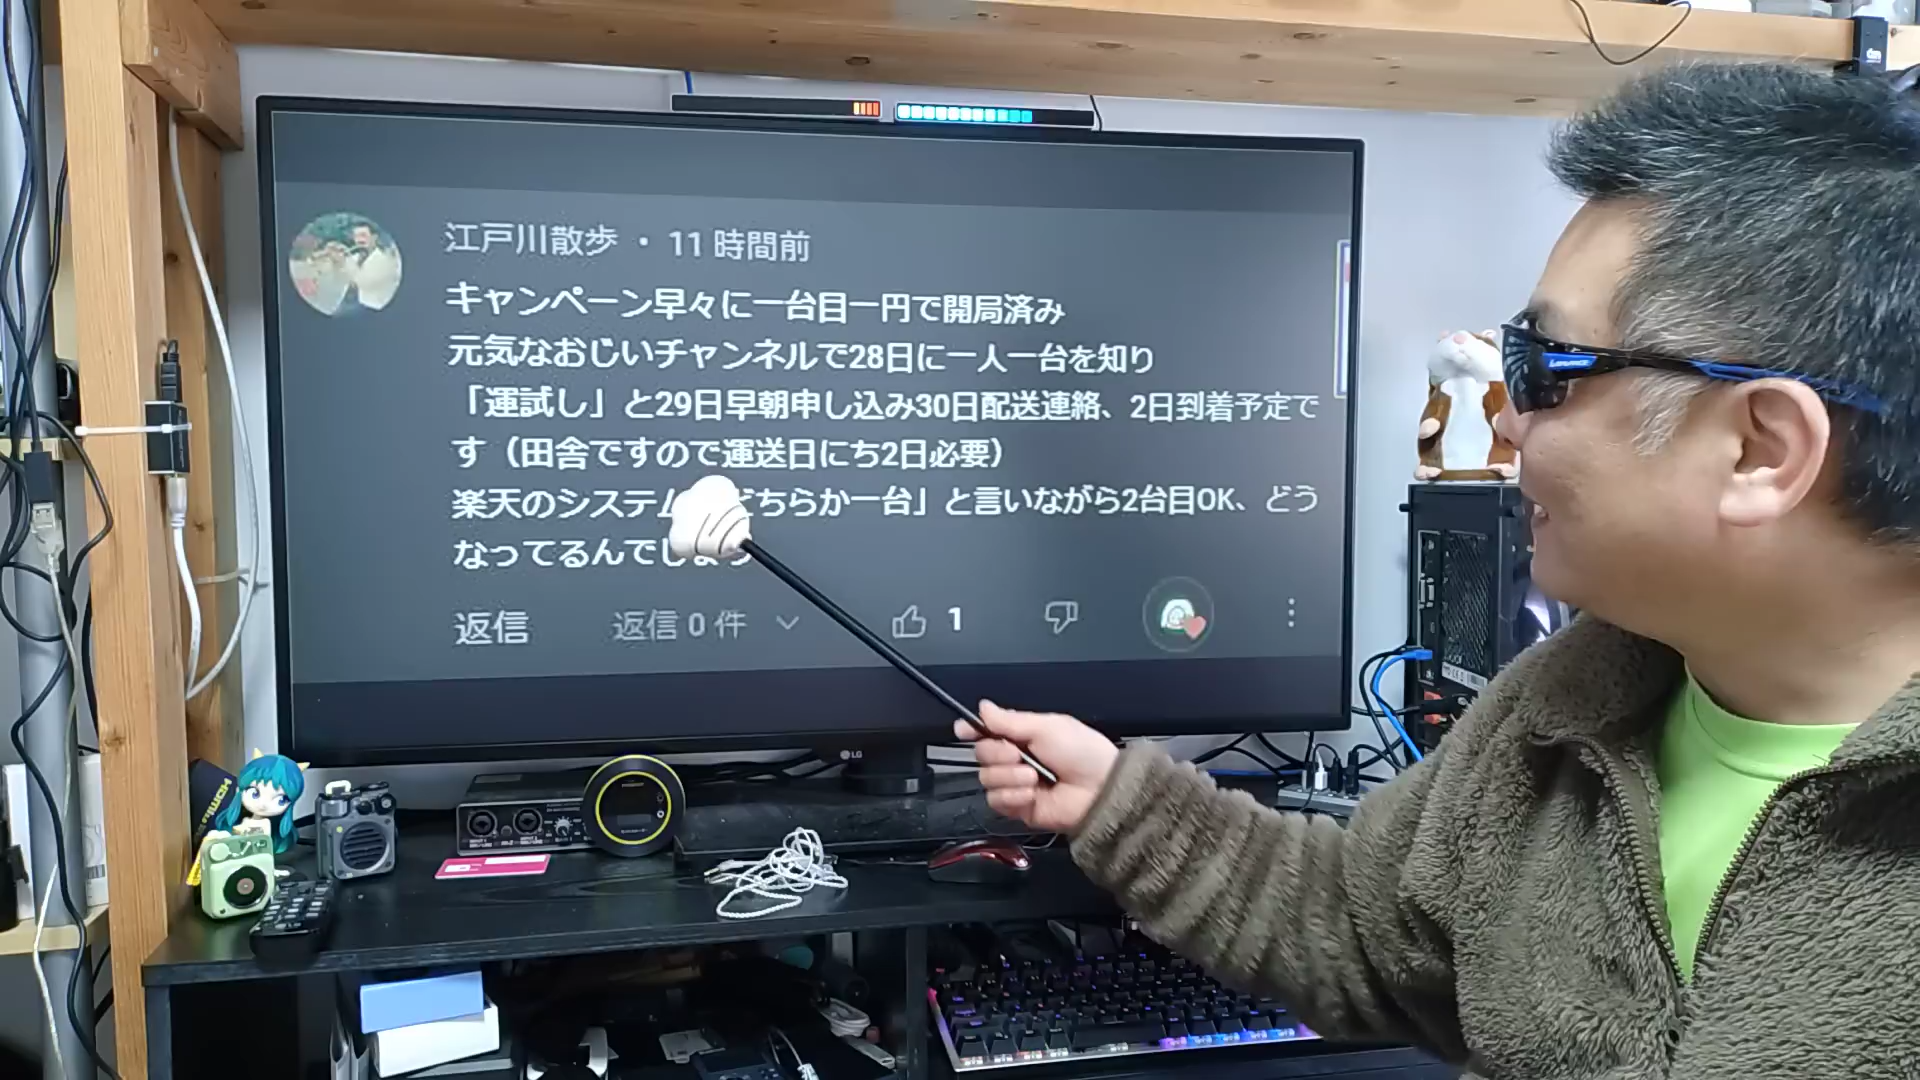 江戸川散歩・11 時間前
キャンペーン早々に一台目一円で開局済み
元気なおじいチャンネルで28日に一人一台を知り
「運試し」と29日早朝申し込み30日配送連絡、2日到着予定で
す（田舎ですので運送日にち2日必要）
楽天のシステム どちらか一台」と言いながら2台目OK、どう
なってるんでしょう
返信 返信 0 件 1
LG